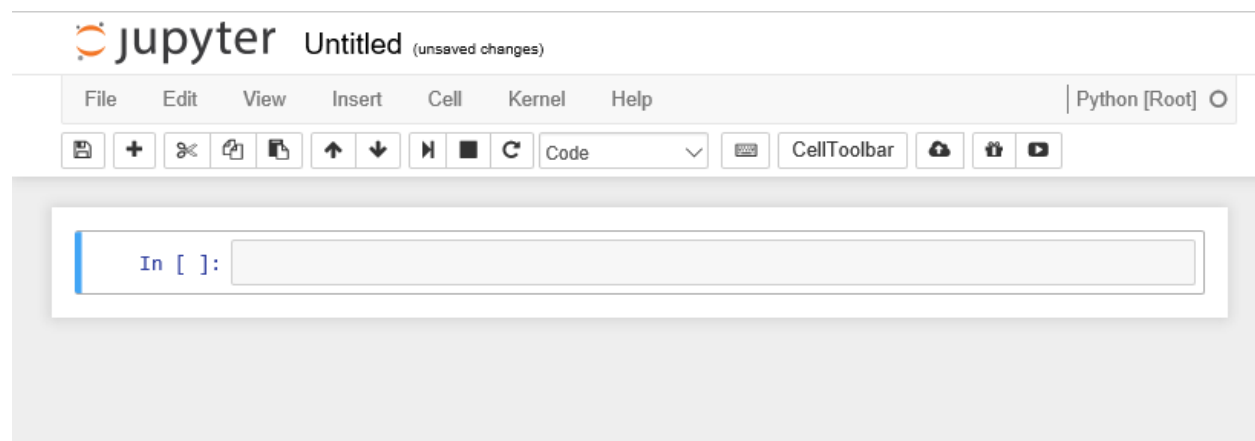 jupyter Untitled (unsaved changes)
File Edit View Insert Cell Kernel Help Python [Root]
Code CellToolbar
In [ ]: